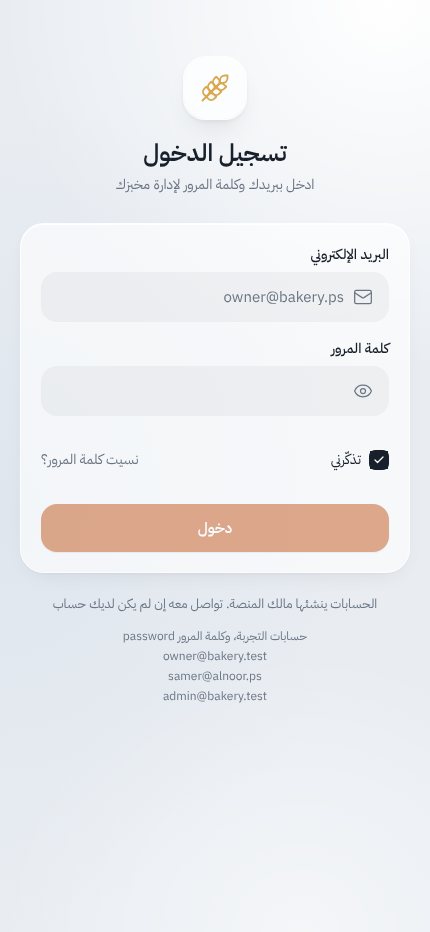 تسجيل الدخول
ادخل ببريدك وكلمة المرور لإدارة مخبزك
البريد الإلكتروني
owner@bakery.ps
كلمة المرور
تذكّرني
نسيت كلمة المرور؟
دخول
الحسابات ينشئها مالك المنصة. تواصل معه إن لم يكن لديك حساب
حسابات التجربة، وكلمة المرور password
owner@bakery.test
samer@alnoor.ps
admin@bakery.test